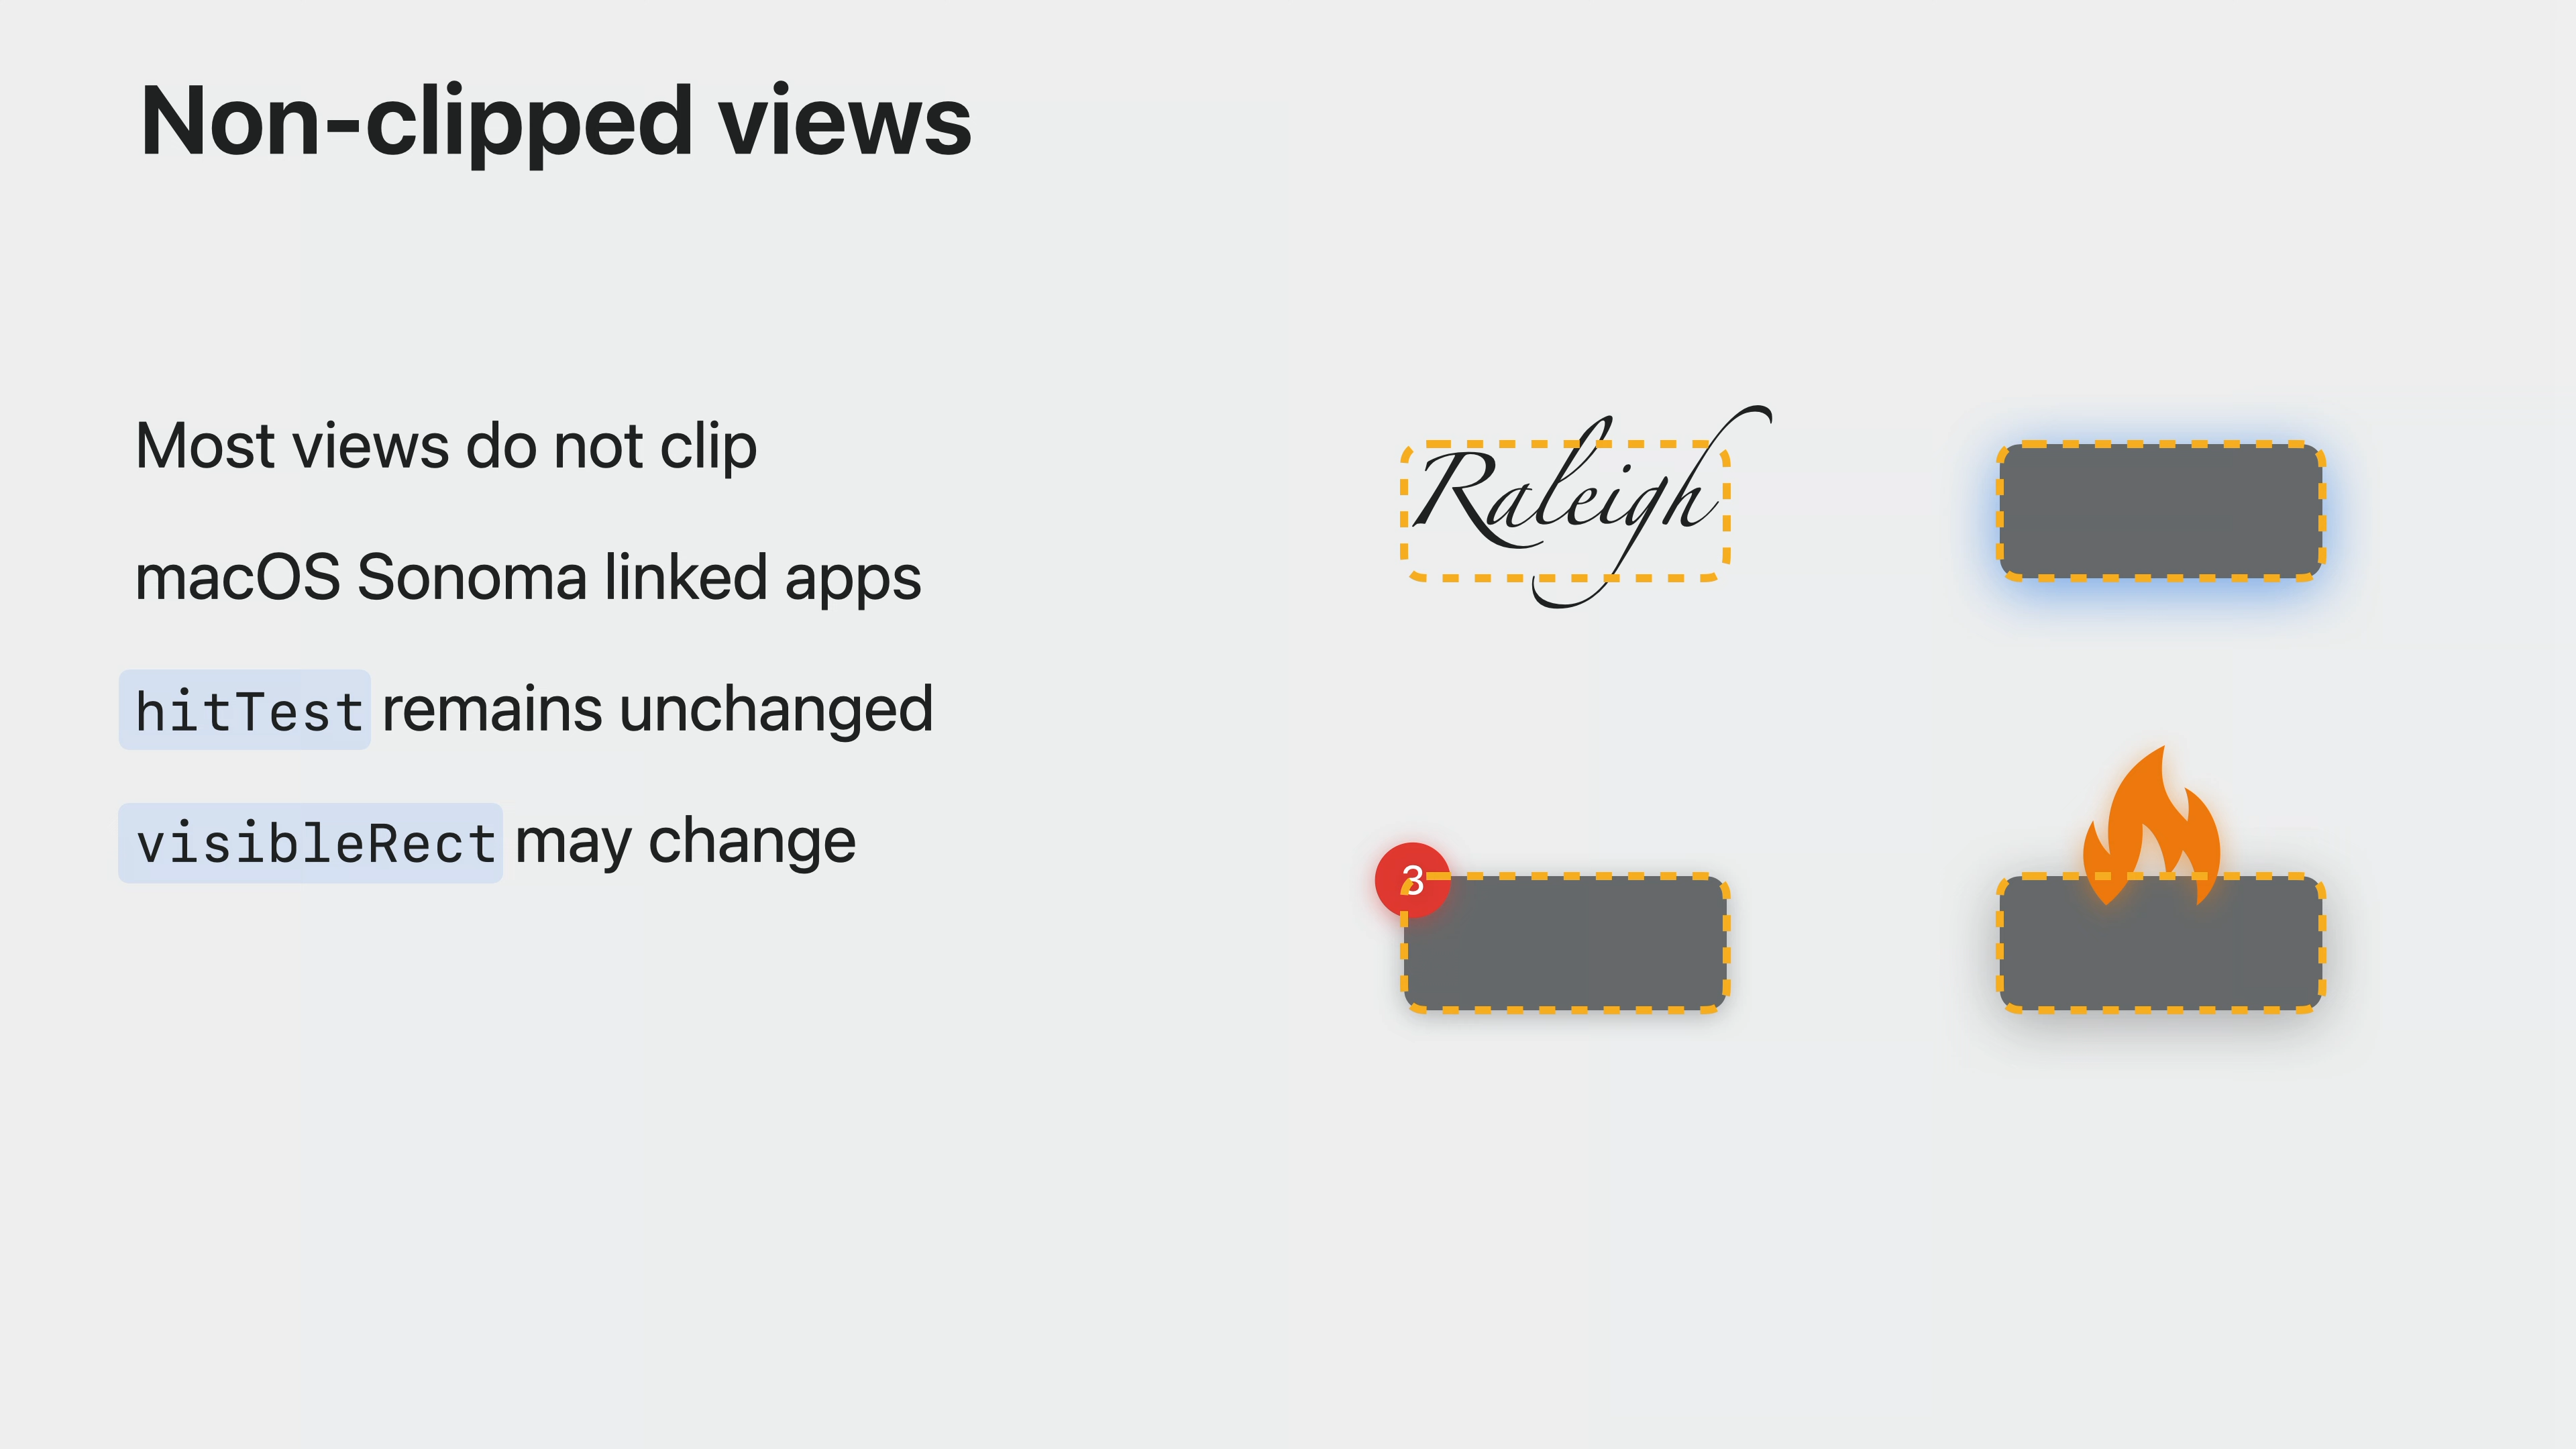 Non-clipped views
Most views do not clip
macOS Sonoma linked apps
hitTest remains unchanged
visibleRect may change
Raleigh
3